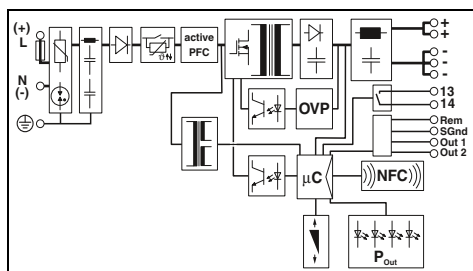 (+)
L
active
PFC
+
+
-
-
-
N
(-)
ϑ
OVP
13
14
Rem
SGnd
Out 1
Out 2
µC
NFC
P Out